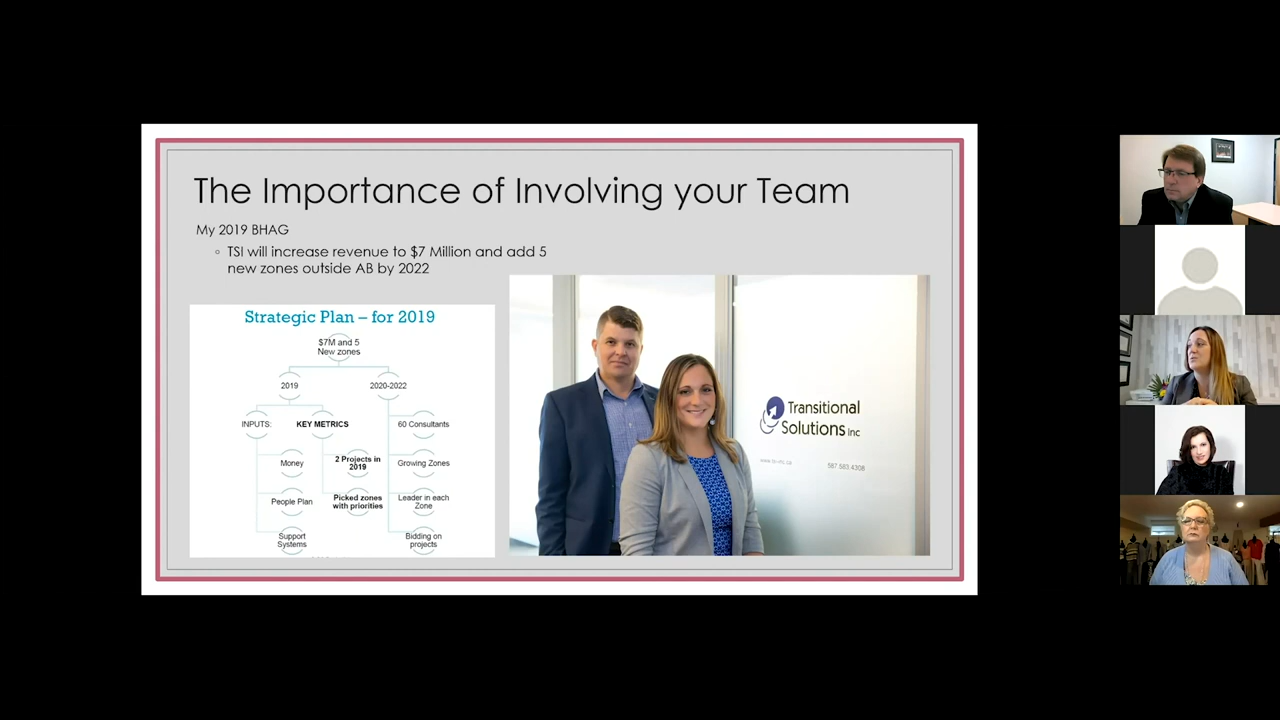 The Importance of Involving your Team
My 2019 BHAG
TSI will increase revenue to $7 Million and add 5
new zones outside AB by 2022
Strategic Plan – for 2019
$7M and 5
New zones
2019
2020-2022
INPUTS:
KEY METRICS
60 Consultants
Money
2 Projects in
2019
Growing Zones
People Plan
Picked zones
with priorities
Leader in each
Zone
Support
Systems
Bidding on
projects
Transitional
Solutions Inc
587.583.4308